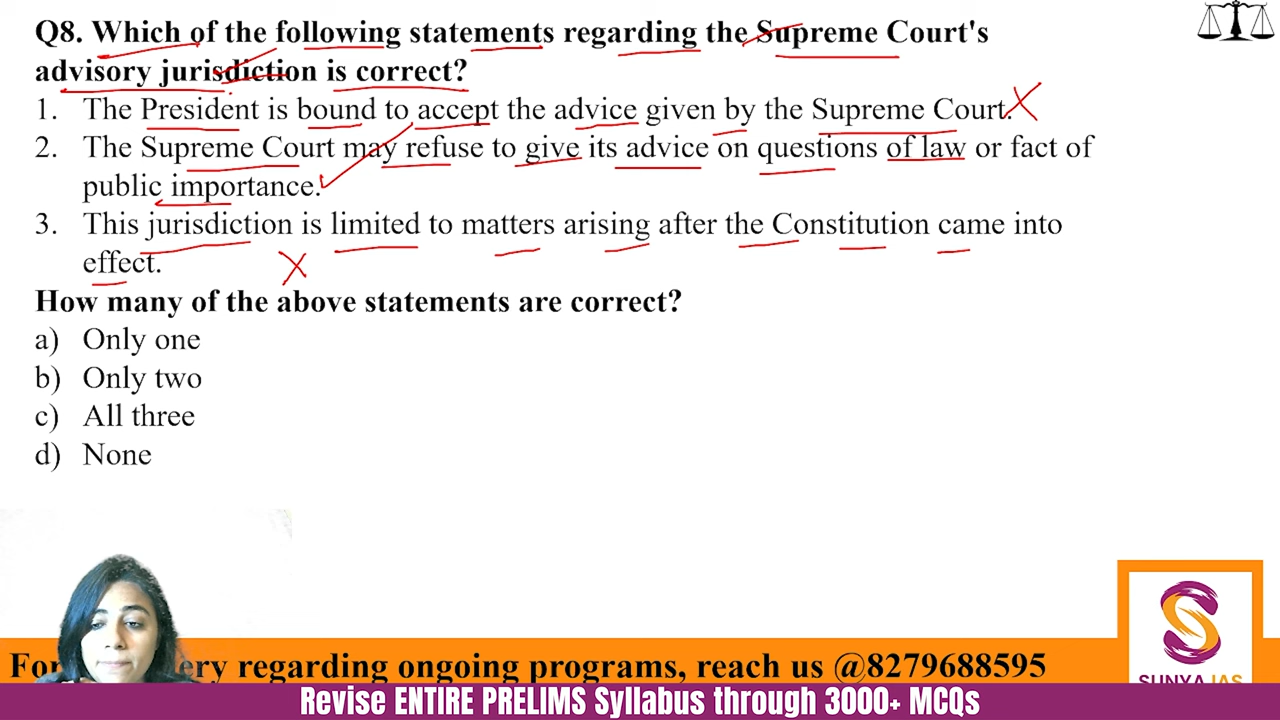 Q8. Which of the following statements regarding the Supreme Court's
advisory jurisdiction is correct?
1. The President is bound to accept the advice given by the Supreme Court.
2. The Supreme Court may refuse to give its advice on questions of law or fact of
public importance.
3. This jurisdiction is limited to matters arising after the Constitution came into
effect.
How many of the above statements are correct?
a) Only one
b) Only two
c) All three
d) None
For ery regarding ongoing programs, reach us @8279688595
SUNYA IAS
Revise ENTIRE PRELIMS Syllabus through 3000+ MCQs